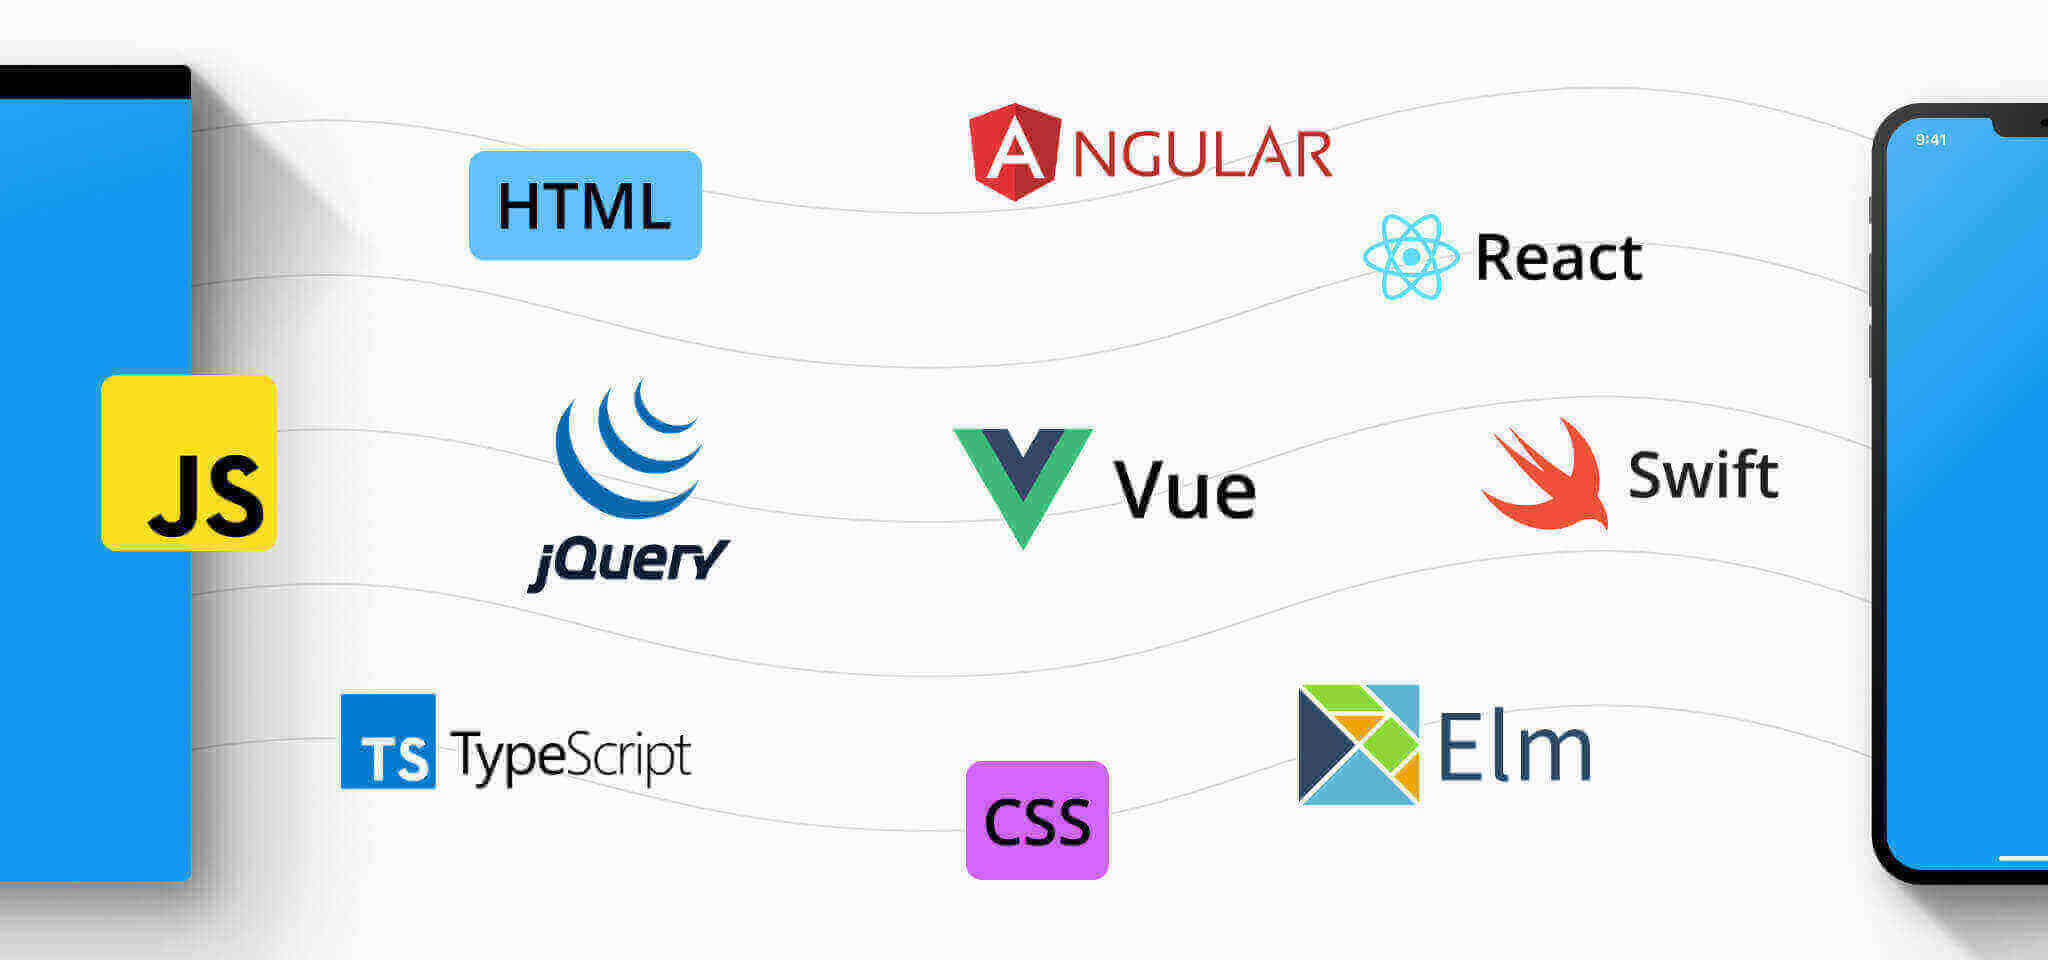 HTML
ANGULAR
9:41
React
JS
jQuery
Vue
Swift
TS TypeScript
Elm
CSS